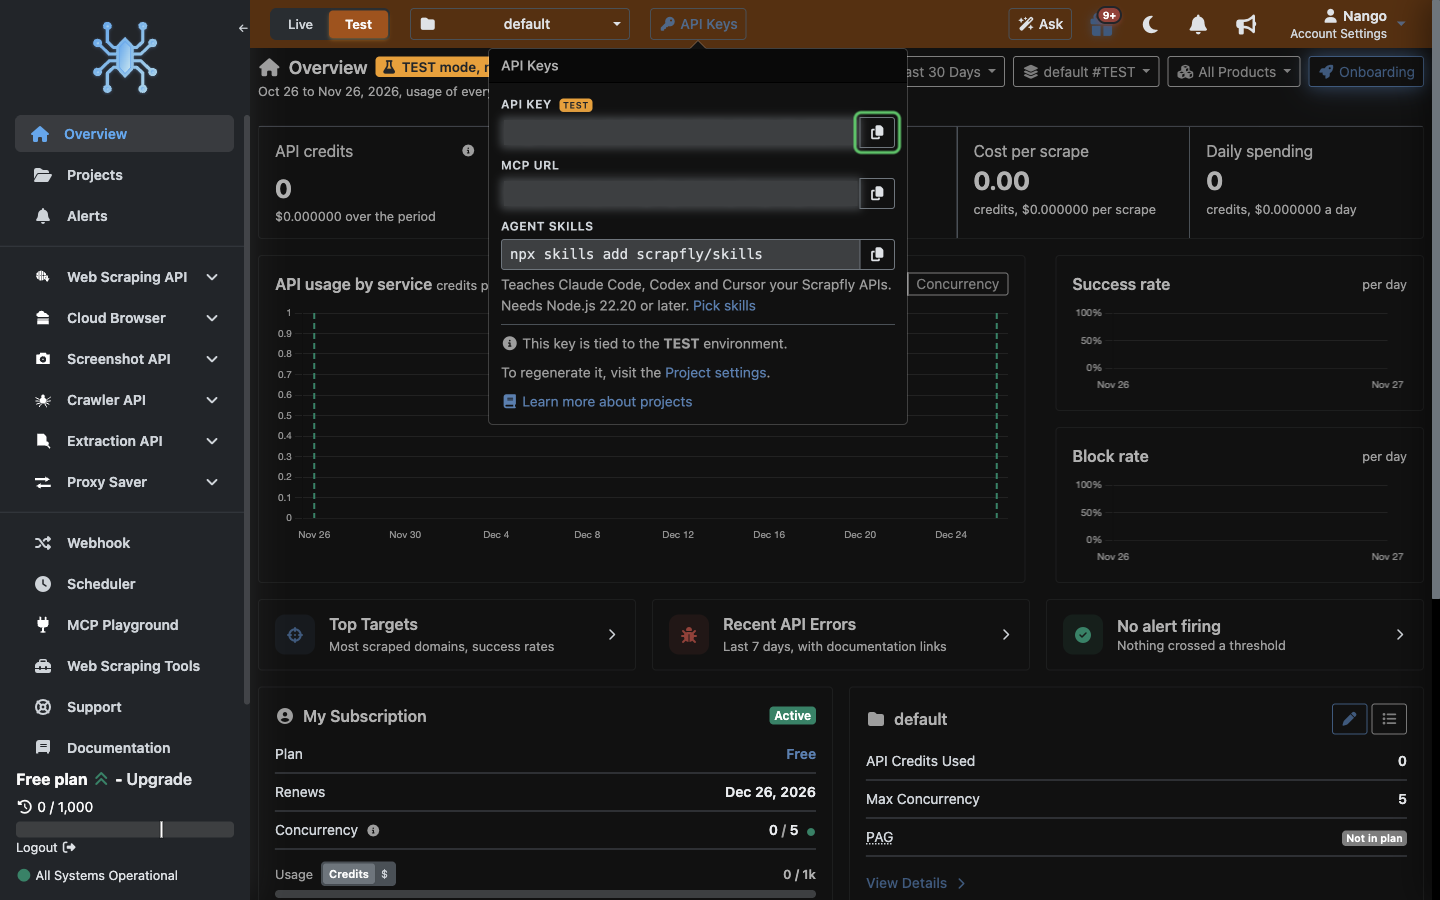 Live
Test
default
API Keys
Ask
9+
Nango
Account Settings
Overview
Projects
Alerts
Web Scraping API
Cloud Browser
Screenshot API
Crawler API
Extraction API
Proxy Saver
Webhook
Scheduler
MCP Playground
Web Scraping Tools
Support
Documentation
Free plan - Upgrade
0 / 1,000
Logout
All Systems Operational
Overview
TEST mode,
Oct 26 to Nov 26, 2026, usage of
30 Days
default #TEST
All Products
Onboarding
API Keys
API KEY TEST
MCP URL
AGENT SKILLS
npx skills add scrapfly/skills
Teaches Claude Code, Codex and Cursor your Scrapfly APIs.
Needs Node.js 22.20 or later. Pick skills
This key is tied to the TEST environment.
To regenerate it, visit the Project settings.
Learn more about projects
API credits
0
$0.000000 over the period
Cost per scrape
0.00
credits, $0.000000 per scrape
Daily spending
0
credits, $0.000000 a day
API usage by service credits
Concurrency
1
0.9
0.8
0.7
0.6
0.5
0.4
0.3
0.2
0.1
0
Nov 26 Nov 30 Dec 4 Dec 8 Dec 12 Dec 16 Dec 20 Dec 24
Success rate per day
100%
50%
0%
Nov 26 Nov 27
Block rate per day
100%
50%
0%
Nov 26 Nov 27
Top Targets
Most scraped domains, success rates
Recent API Errors
Last 7 days, with documentation links
No alert firing
Nothing crossed a threshold
My Subscription Active
Plan Free
Renews Dec 26, 2026
Concurrency 0 / 5
Usage Credits $ 0 / 1k
default
API Credits Used 0
Max Concurrency 5
PAG Not in plan
View Details